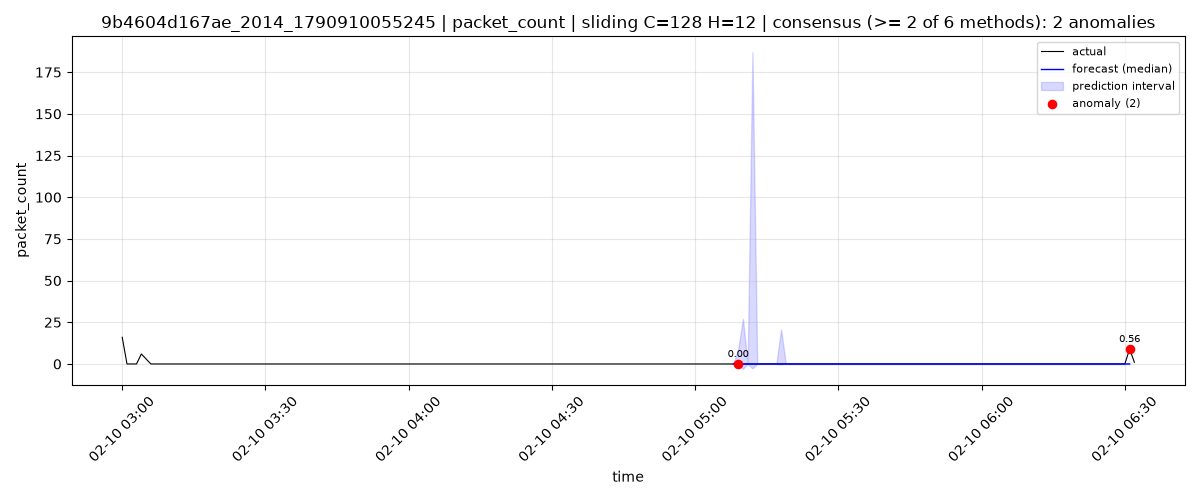 9b4604d167ae_2014_1790910055245 | packet_count | sliding C=128 H=12 | consensus (>= 2 of 6 methods): 2 anomalies
actual
forecast (median)
prediction interval
anomaly (2)
packet_count
175
150
125
100
75
50
25
0
0.00
0.56
02-10 03:00
02-10 03:30
02-10 04:00
02-10 04:30
02-10 05:00
02-10 05:30
02-10 06:00
02-10 06:30
time